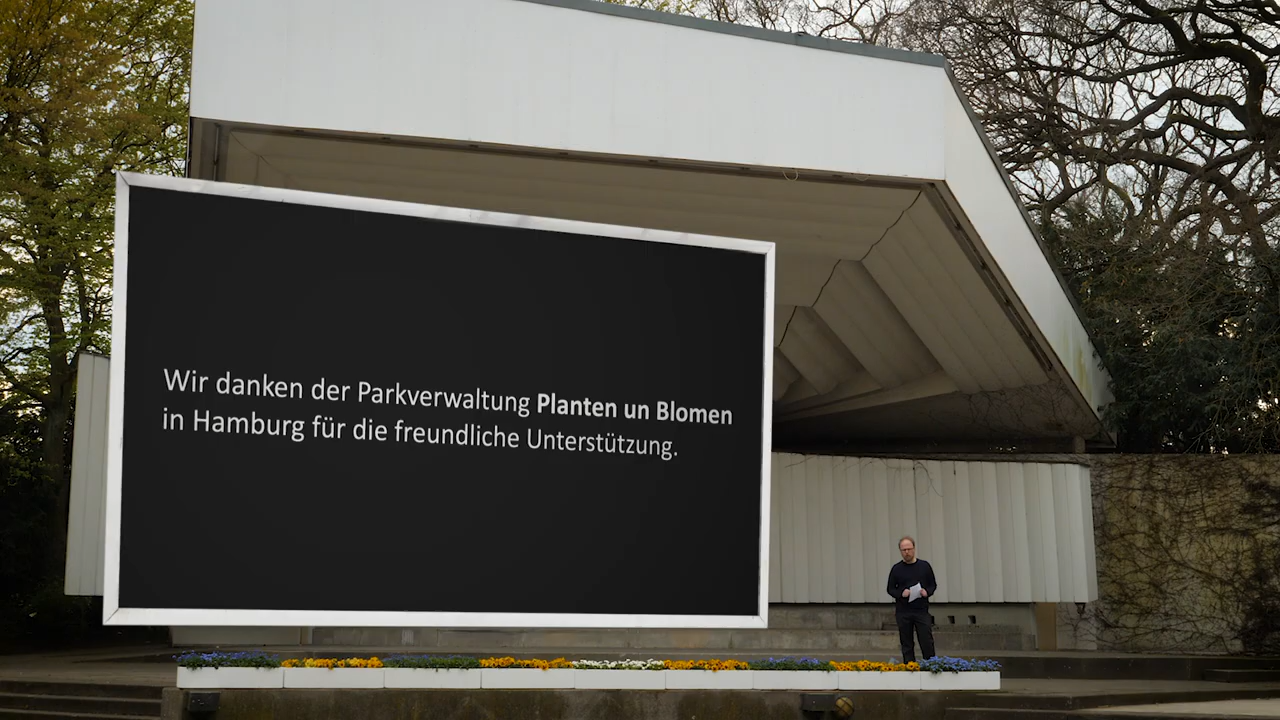 Wir danken der Parkverwaltung Planten un Blomen
in Hamburg für die freundliche Unterstützung.